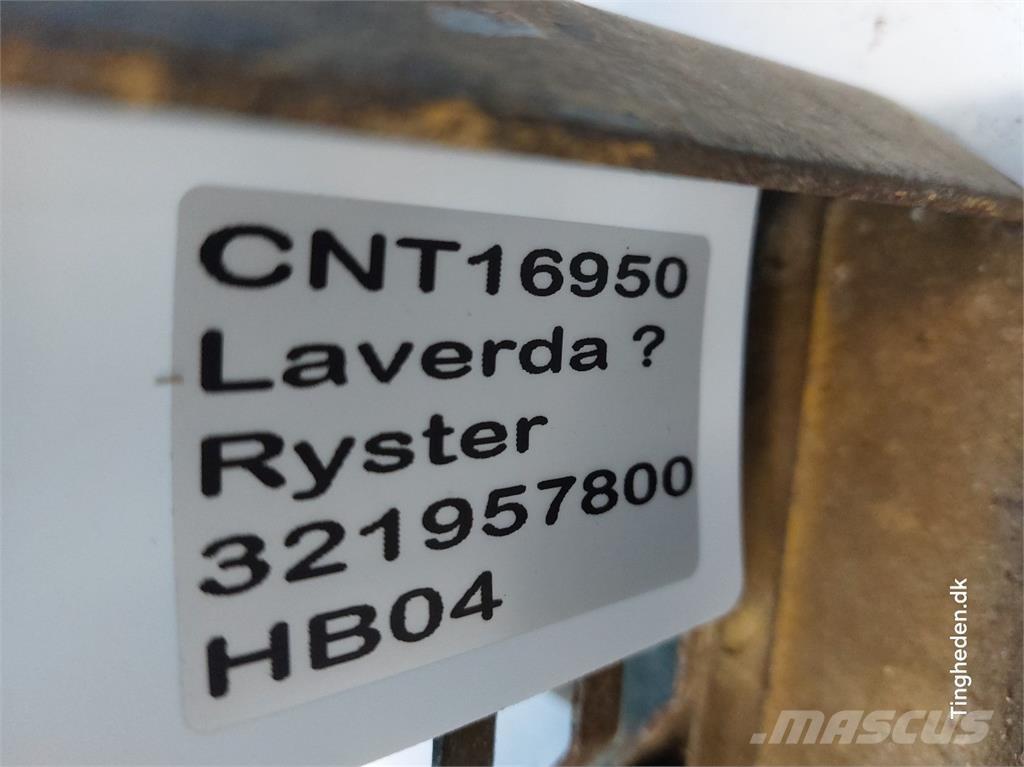 CNT16950
Laverda ?
Ryster
321957800
HB04
Tingheden.dk
MASCUS